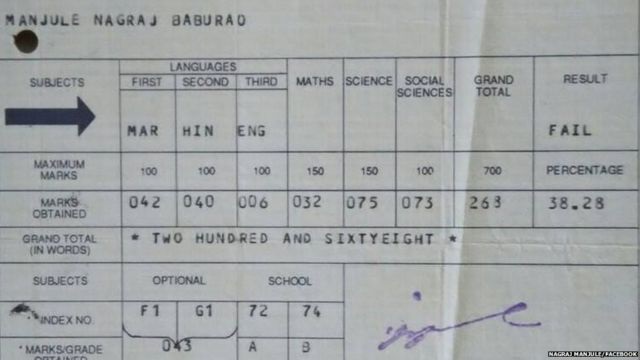 MANJULE NAGRAJ BABURAO
LANGUAGES
SUBJECTS FIRST SECOND THIRD MATHS SCIENCE SOCIAL SCIENCES GRAND TOTAL RESULT
MAR HIN ENG FAIL
MAXIMUM MARKS 100 100 100 150 150 100 700 PERCENTAGE
MARKS OBTAINED 042 040 006 032 075 073 268 38.28
GRAND TOTAL (IN WORDS) * TWO HUNDRED AND SIXTYEIGHT *
SUBJECTS OPTIONAL SCHOOL
INDEX NO. F1 G1 72 74
MARKS/GRADE OBTAINED 043 A B
NAGRAJ MANJULE/FACEBOOK